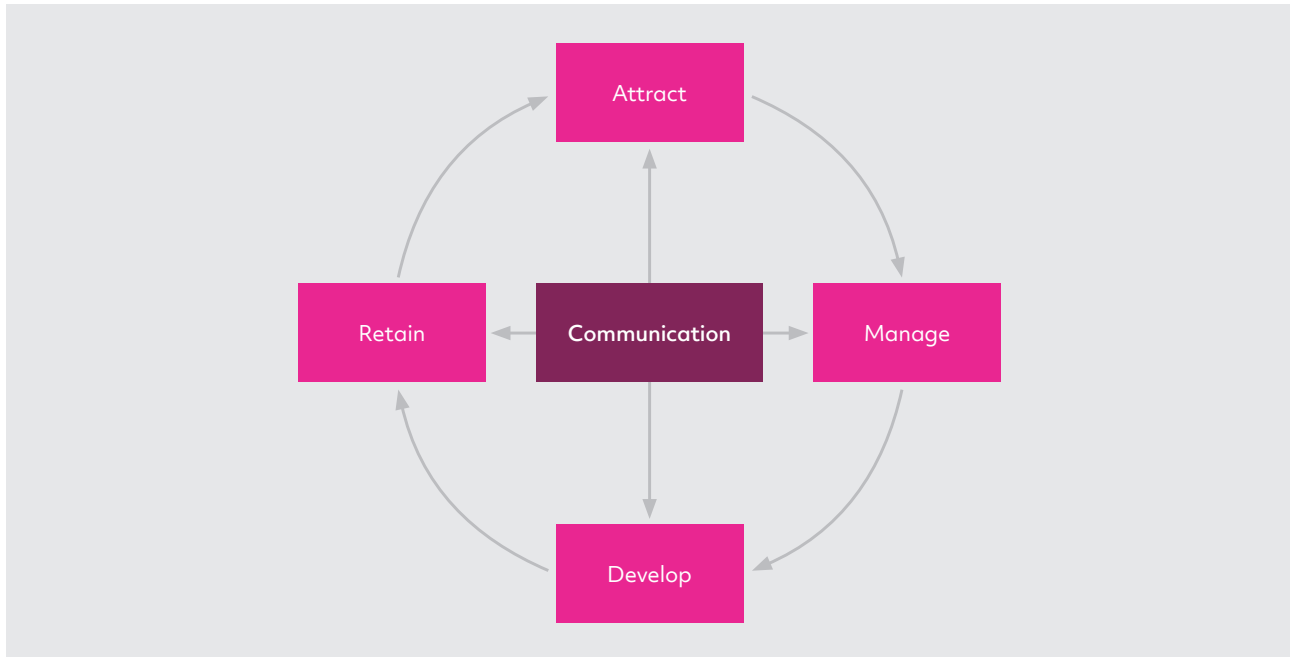 Attract
Retain
Communication
Manage
Develop